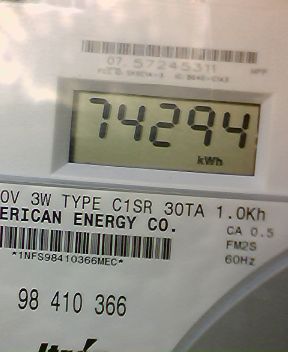 07. 57245311
74294
kWh
0V 3W TYPE C1SR 30TA 1.0Kh
ERICAN ENERGY CO.
CA 0.5
FM2S
*1NFS98410366MEC*
60Hz
98 410 366